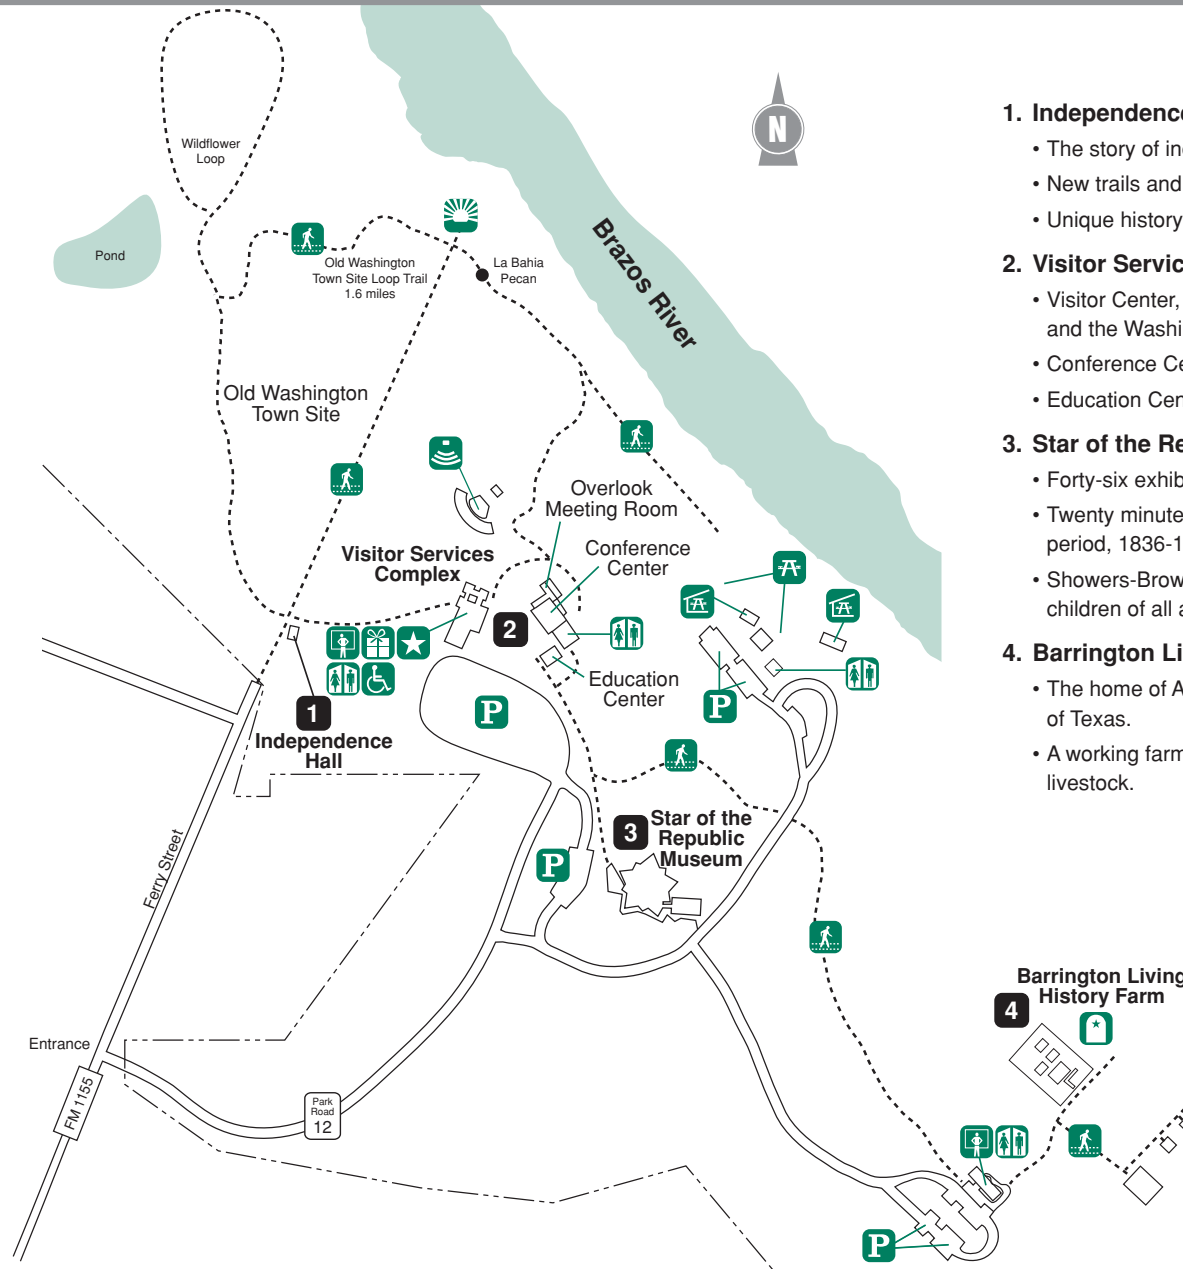 Wildflower
Loop
Pond
Old Washington
Town Site Loop Trail
1.6 miles
La Bahia
Pecan
N
Brazos River
Old Washington
Town Site
Overlook
Meeting Room
Conference
Center
Visitor Services
Complex
2
Education
Center
1
Independence
Hall
P
P
P
3
Star of the
Republic
Museum
Ferry Street
Entrance
FM 1155
Park
Road
12
Barrington Living
History Farm
4
P
1. Independence
• The story of in
• New trails and
• Unique history
2. Visitor Servic
• Visitor Center,
and the Washi
• Conference Ce
• Education Cen
3. Star of the Re
• Forty-six exhib
• Twenty minute
period, 1836-1
• Showers-Brow
children of all a
4. Barrington Li
• The home of A
of Texas.
• A working farm
livestock.